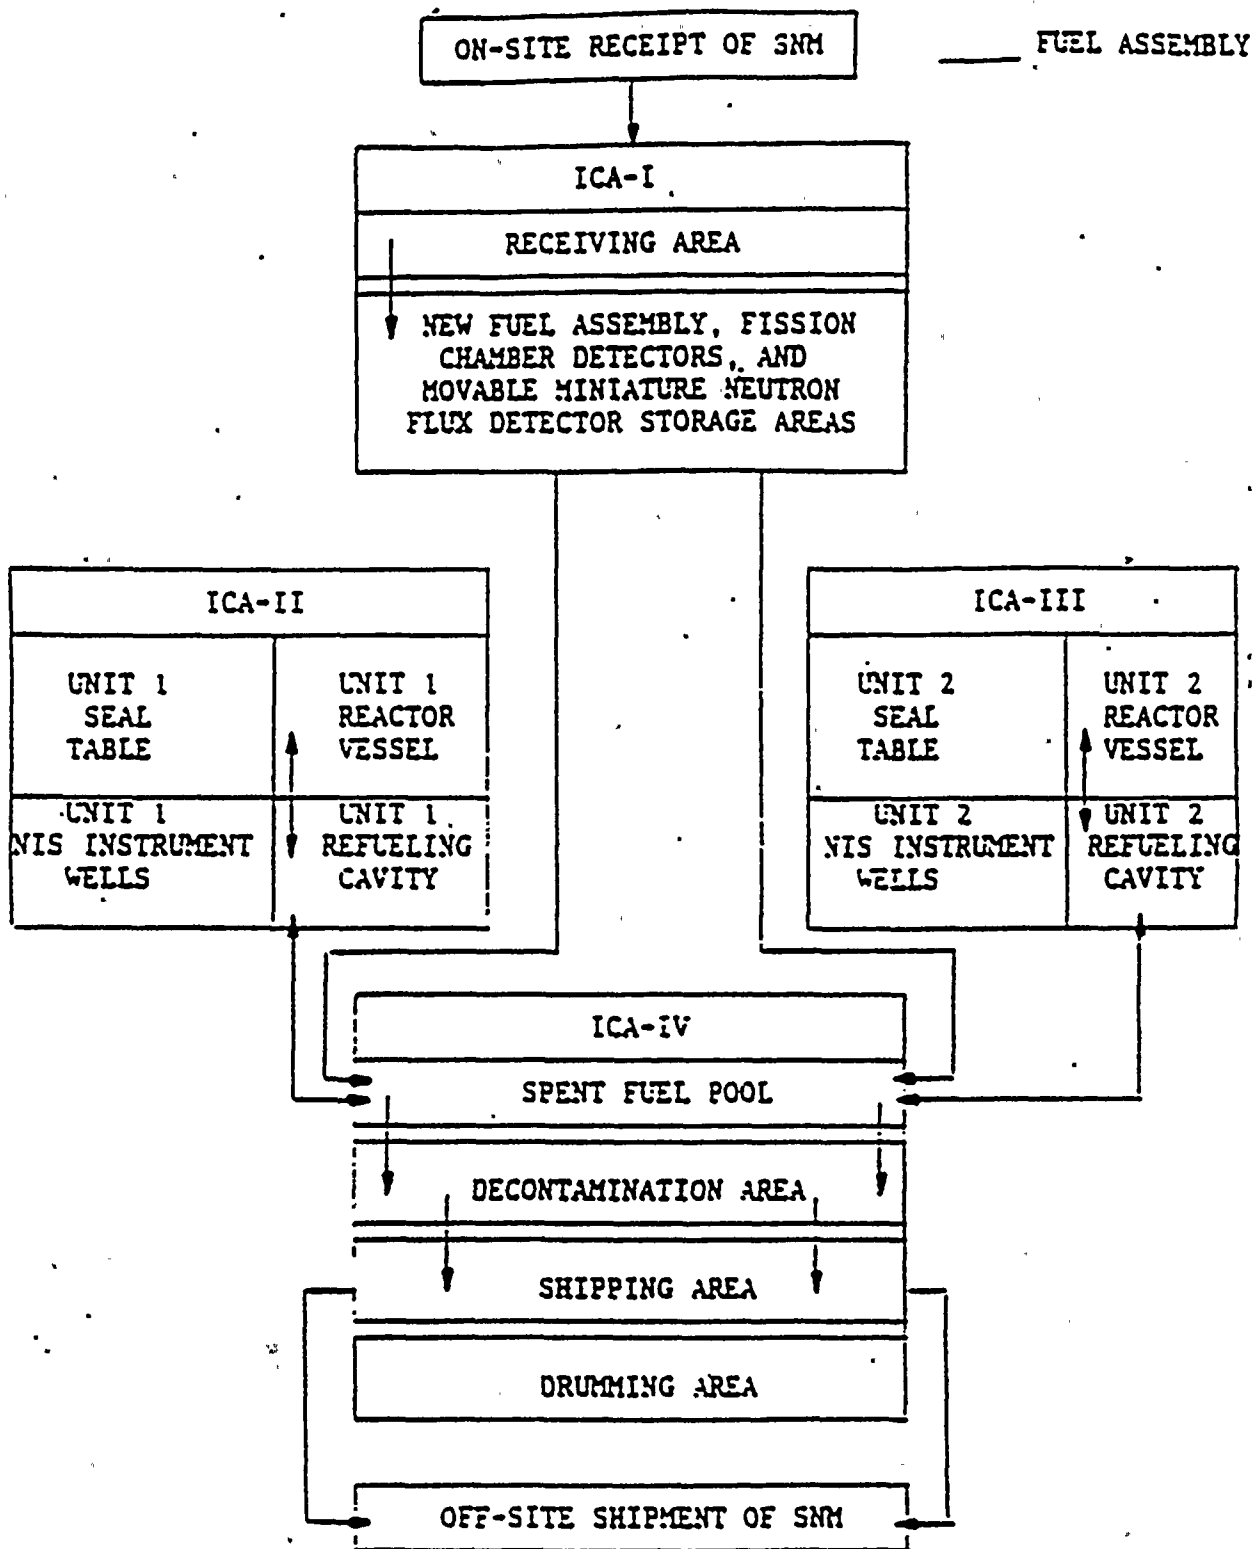 ON-SITE RECEIPT OF SNM
FUEL ASSEMBLY
ICA-I
RECEIVING AREA
NEW FUEL ASSEMBLY, FISSION
CHAMBER DETECTORS, AND
MOVABLE MINIATURE NEUTRON
FLUX DETECTOR STORAGE AREAS
ICA-II
UNIT 1
SEAL
TABLE
UNIT 1
REACTOR
VESSEL
UNIT 1
NIS INSTRUMENT
WELLS
UNIT 1
REFUELING
CAVITY
ICA-III
UNIT 2
SEAL
TABLE
UNIT 2
REACTOR
VESSEL
UNIT 2
NIS INSTRUMENT
WELLS
UNIT 2
REFUELING
CAVITY
ICA-IV
SPENT FUEL POOL
DECONTAMINATION AREA
SHIPPING AREA
DRUMMING AREA
OFF-SITE SHIPMENT OF SNM